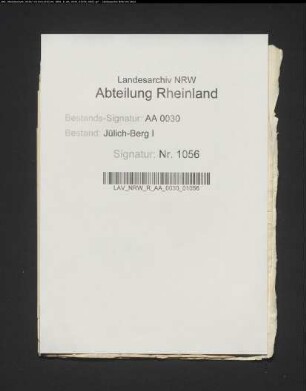 Landesarchiv NRW
Abteilung Rheinland
Bestands-Signatur: AA 0030
Bestand: Jülich-Berg I
Signatur: Nr. 1056
LAV_NRW_R_AA_0030_01056